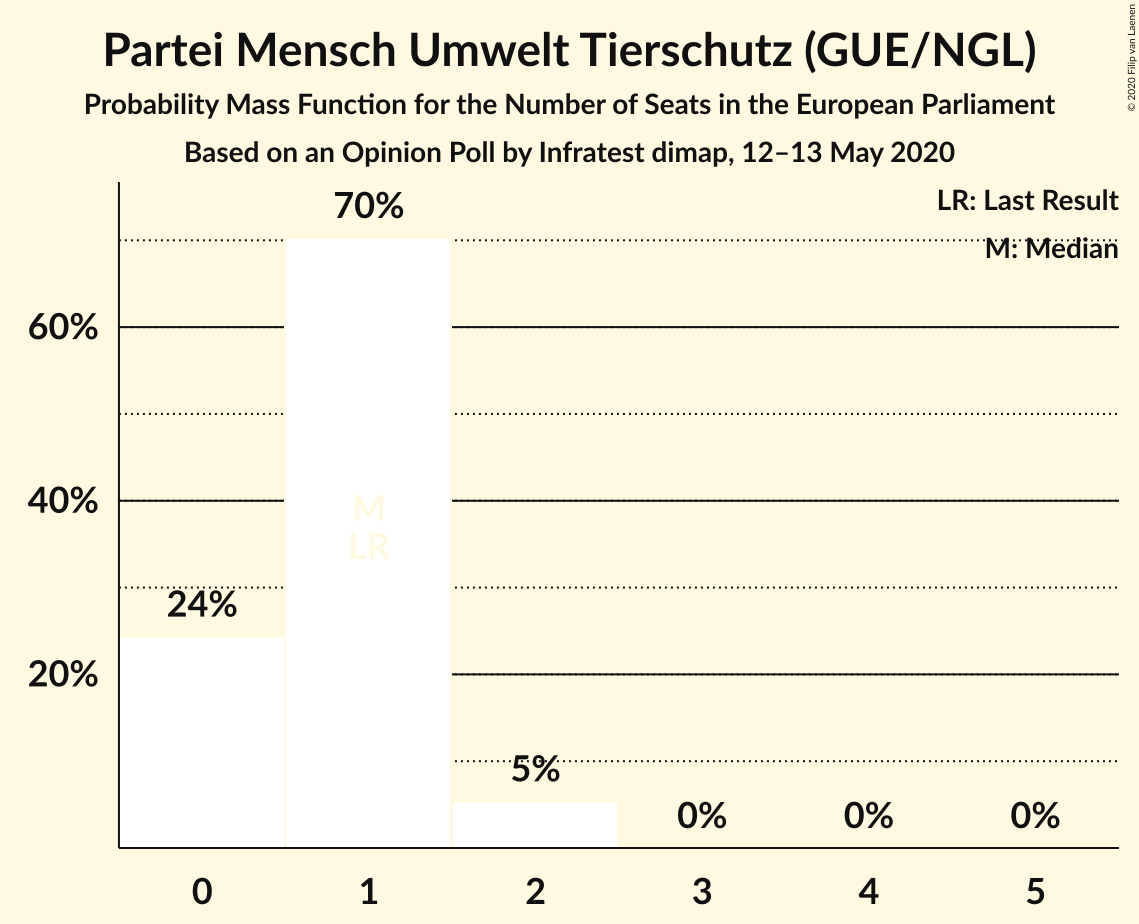 Partei Mensch Umwelt Tierschutz (GUE/NGL)
Probability Mass Function for the Number of Seats in the European Parliament
Based on an Opinion Poll by Infratest dimap, 12–13 May 2020
© 2020 Filip van Laenen
LR: Last Result
M: Median
70%
60%
40%
M
LR
24%
20%
5%
0% 0% 0%
0 1 2 3 4 5